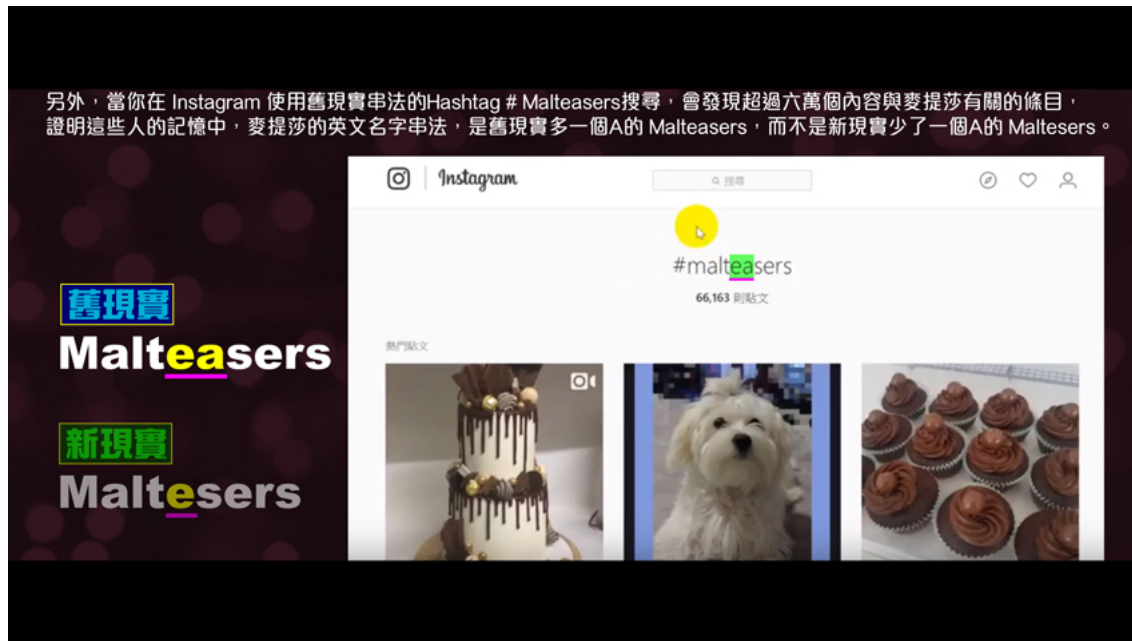 另外，當你在 Instagram 使用舊現實串法的Hashtag # Malteasers搜尋，會發現超過六萬個內容與麥提莎有關的條目，
證明這些人的記憶中，麥提莎的英文名字串法，是舊現實多一個A的 Malteasers，而不是新現實少了一個A的 Maltesers。
Instagram
搜尋
#malteasers
66,163 則貼文
舊現實
Malteasers
熱門貼文
新現實
Maltesers